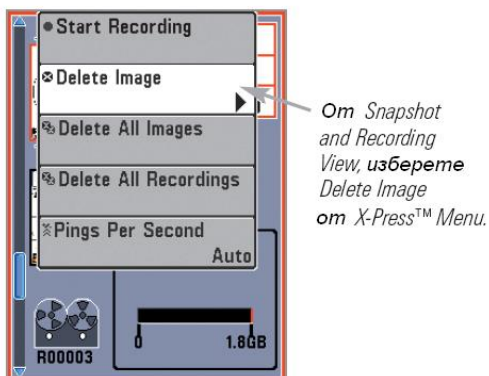 Start Recording
Delete Image
Delete All Images
Delete All Recordings
Pings Per Second
Auto
R00003
0
1.8GB
От Snapshot
and Recording
View, изберете
Delete Image
от X-Press™ Menu.